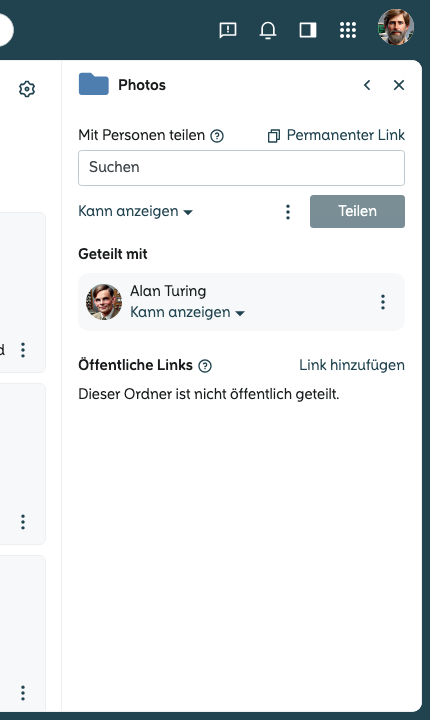 Photos
Mit Personen teilen
Permanenter Link
Suchen
Kann anzeigen
Teilen
Geteilt mit
Alan Turing
Kann anzeigen
Öffentliche Links
Link hinzufügen
Dieser Ordner ist nicht öffentlich geteilt.
d